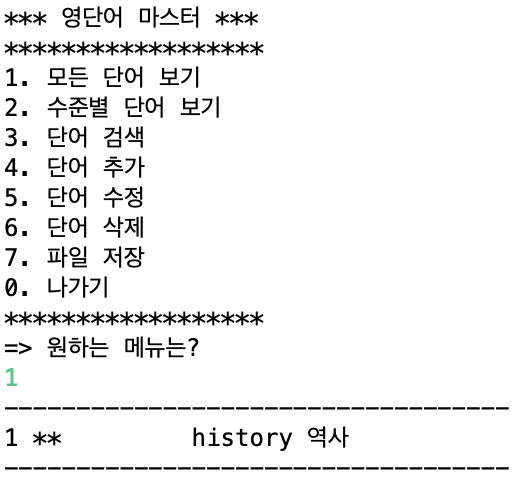 *** 영단어 마스터 ***
******************
1. 모든 단어 보기
2. 수준별 단어 보기
3. 단어 검색
4. 단어 추가
5. 단어 수정
6. 단어 삭제
7. 파일 저장
0. 나가기
******************
=> 원하는 메뉴는?
1
-----------------------------------
1 **         history 역사
-----------------------------------